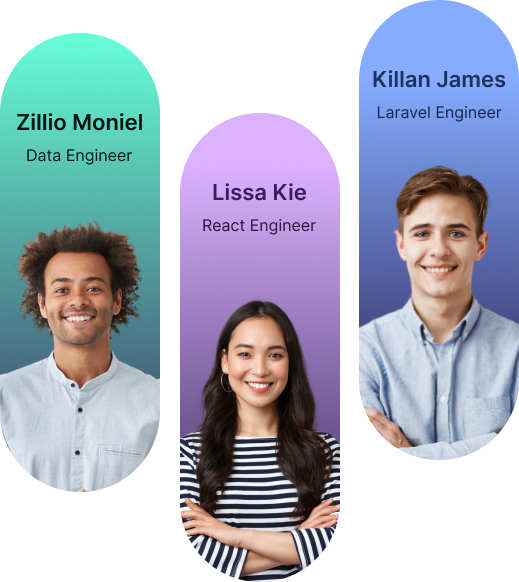 Zillio Moniel
Data Engineer
Lissa Kie
React Engineer
Killan James
Laravel Engineer